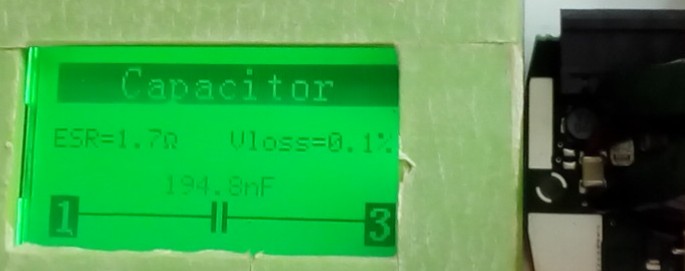 Capacitor
ESR=1.7Ω Vloss=0.1%
194.8nF
1 3